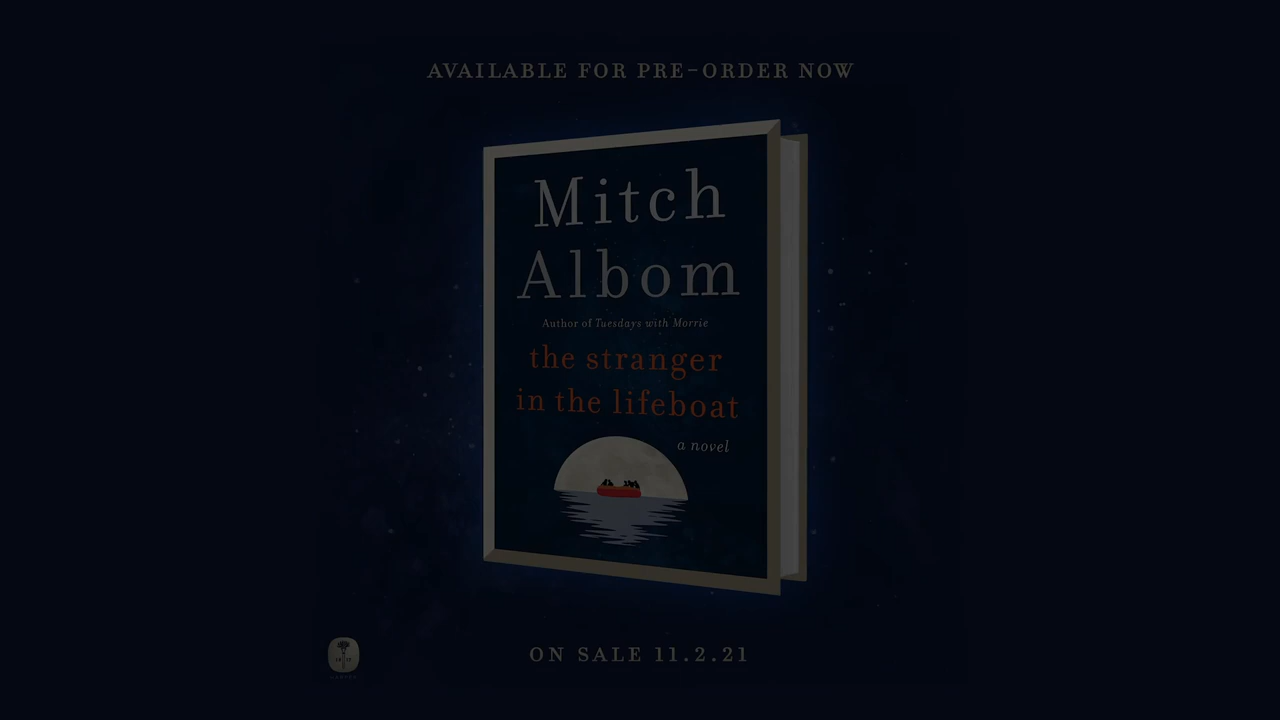 AVAILABLE FOR PRE-ORDER NOW
Mitch
Albom
Author of Tuesdays with Morrie
the stranger
in the lifeboat
a novel
ON SALE 11.2.21